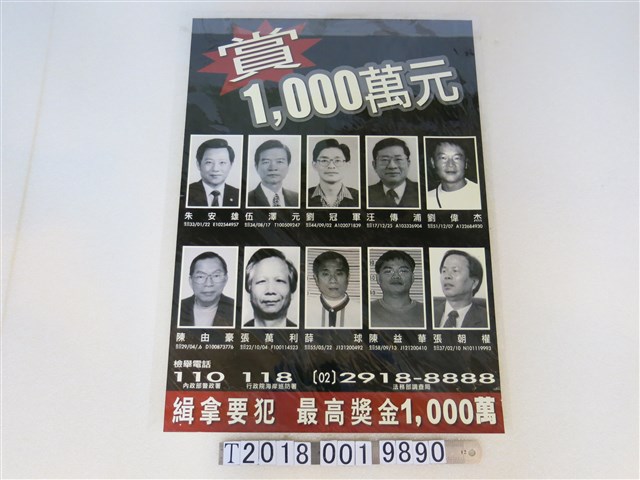 賞
1,000萬元
朱安雄 伍澤元 劉冠軍 汪傳浦 劉偉杰
陳由豪 張萬利 薛球 陳益華 張朝權
檢舉電話
110 118 (02)2918-8888
內政部警政署 行政院海岸巡防署 法務部調查局
緝拿要犯 最高獎金1,000萬
T2018 001 9890